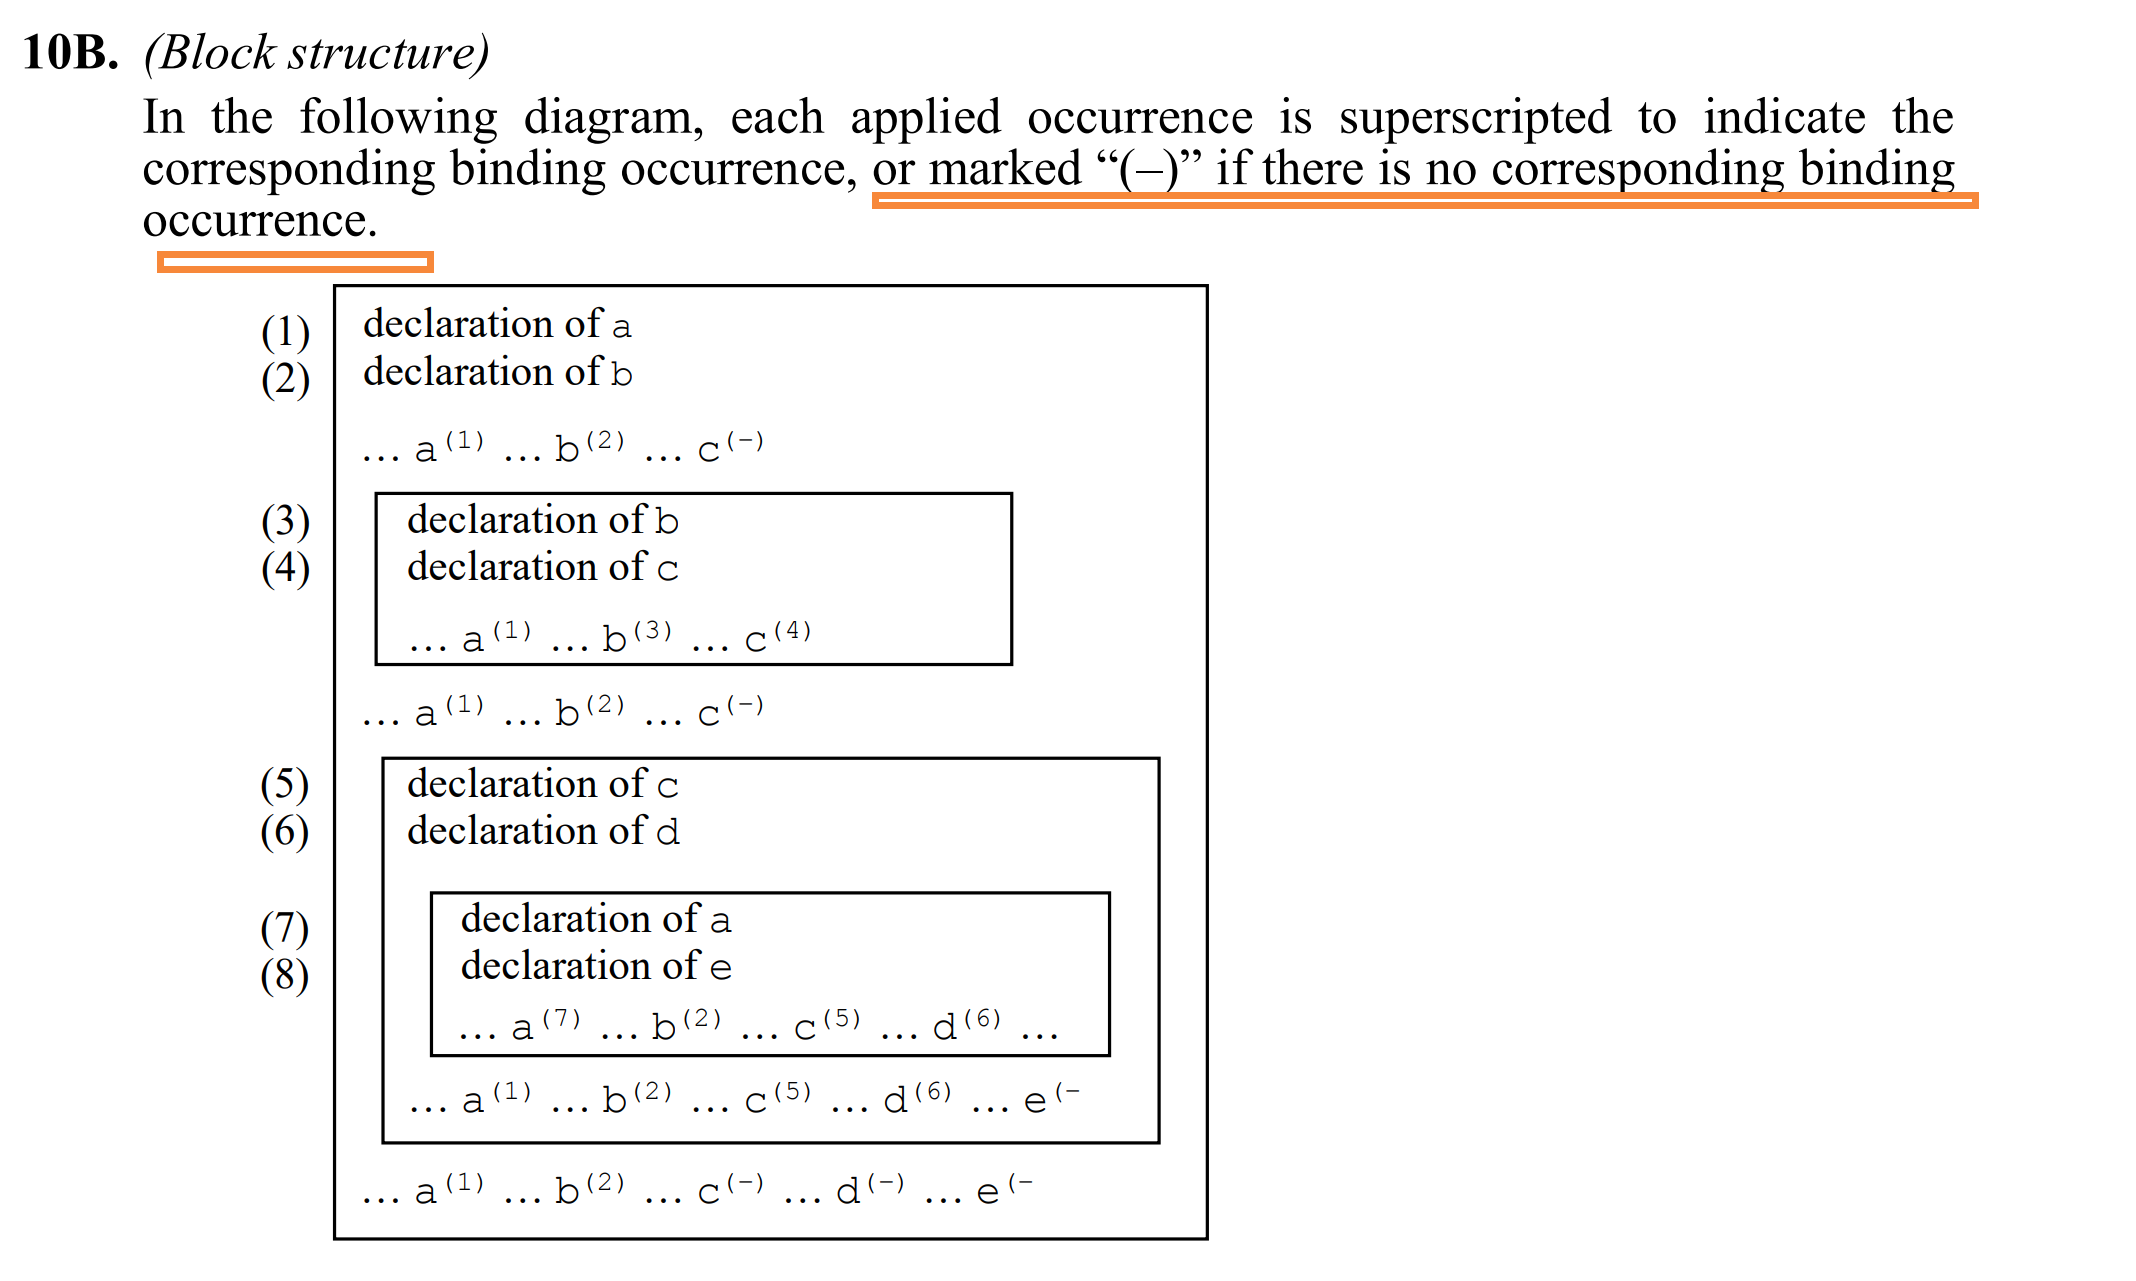 10B. (Block structure)
In the following diagram, each applied occurrence is superscripted to indicate the
corresponding binding occurrence, or marked “(–)” if there is no corresponding binding
occurrence.
(1) declaration of a
(2) declaration of b
... a(1) ... b(2) ... c(-)
(3) declaration of b
(4) declaration of c
... a(1) ... b(3) ... c(4)
... a(1) ... b(2) ... c(-)
(5) declaration of c
(6) declaration of d
(7) declaration of a
(8) declaration of e
... a(7) ... b(2) ... c(5) ... d(6) ...
... a(1) ... b(2) ... c(5) ... d(6) ... e(-
... a(1) ... b(2) ... c(-) ... d(-) ... e(-